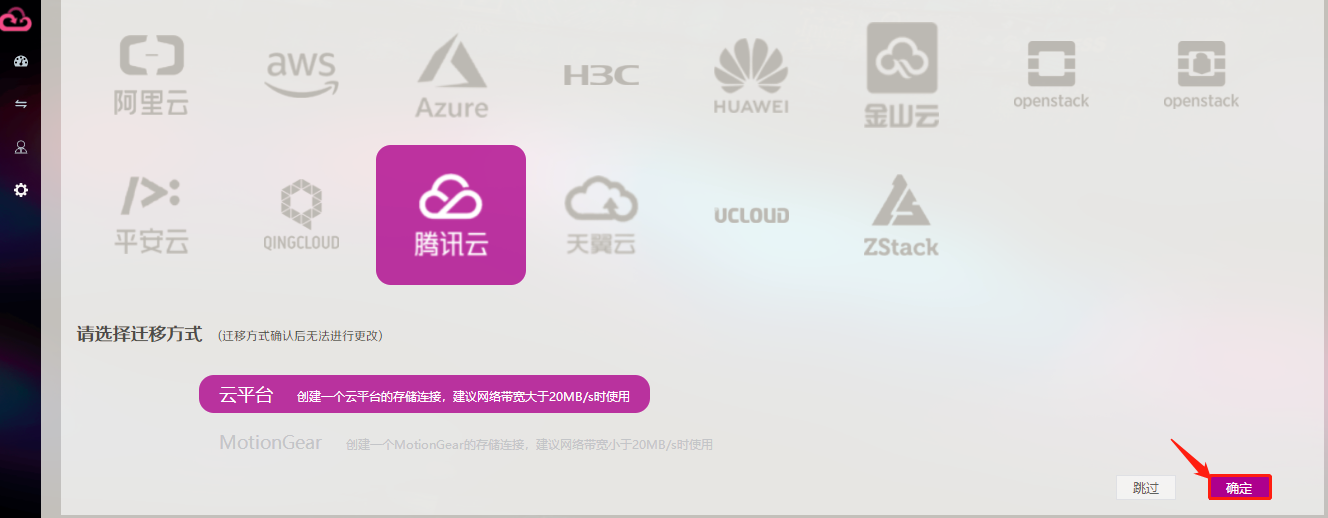 阿里云
aws
Azure
H3C
HUAWEI
金山云
openstack
openstack
平安云
QINGCLOUD
腾讯云
天翼云
UCLOUD
ZStack
请选择迁移方式 (迁移方式确认后无法进行更改)
云平台 创建一个云平台的存储连接，建议网络带宽大于20MB/s时使用
MotionGear 创建一个MotionGear的存储连接，建议网络带宽小于20MB/s时使用
跳过 确定